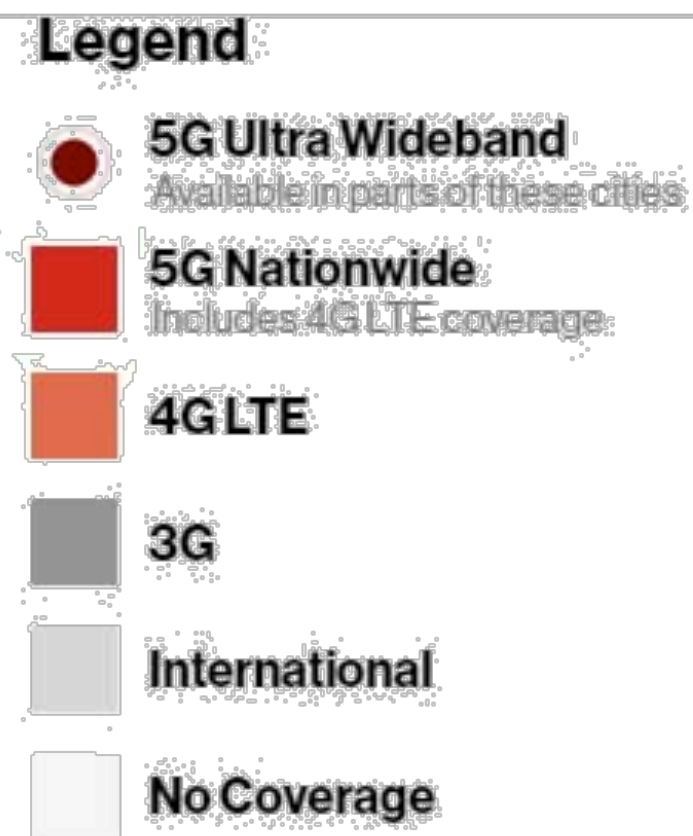 Legend
5G Ultra Wideband
Available in parts of these cities
5G Nationwide
Includes 4G LTE coverage
4G LTE
3G
International
No Coverage